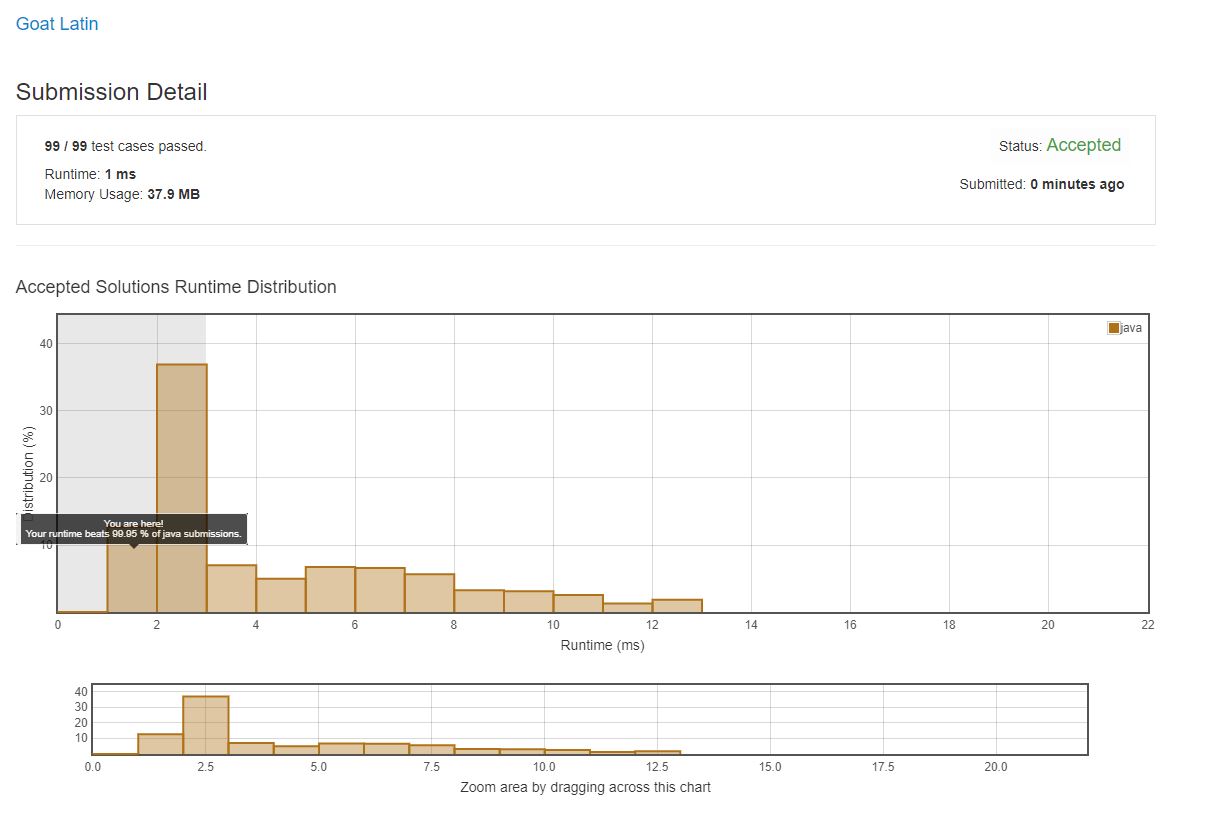 Goat Latin
Submission Detail
99 / 99 test cases passed.
Status: Accepted
Runtime: 1 ms
Memory Usage: 37.9 MB
Submitted: 0 minutes ago
Accepted Solutions Runtime Distribution
java
40
30
20
10
Distribution (%)
You are here!
Your runtime beats 99.95 % of java submissions.
0 2 4 6 8 10 12 14 16 18 20 22
Runtime (ms)
40
30
20
10
0.0 2.5 5.0 7.5 10.0 12.5 15.0 17.5 20.0
Zoom area by dragging across this chart